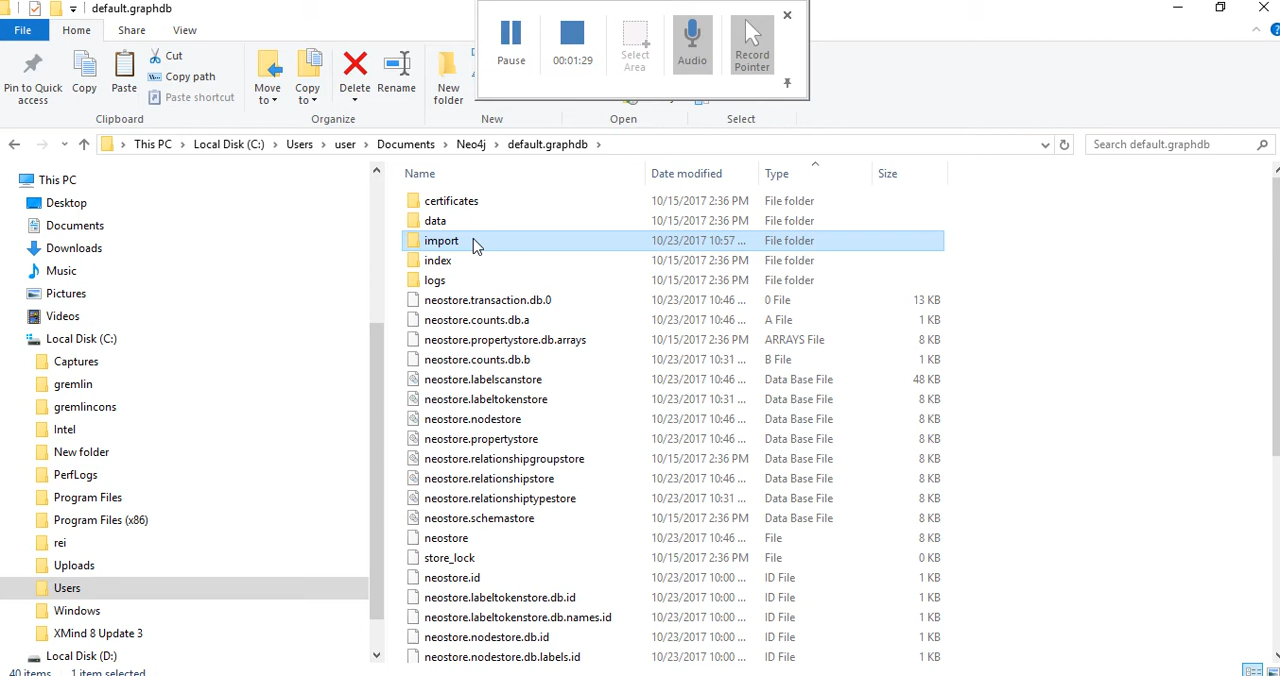 default.graphdb
File Home Share View
Pin to Quick access
Copy
Paste
Cut
Copy path
Paste shortcut
Move to
Copy to
Delete
Rename
New folder
Pause
00:01:29
Select Area
Audio
Record Pointer
Clipboard Organize New Open Select
This PC Local Disk (C:) Users user Documents Neo4j default.graphdb
Search default.graphdb
This PC
Desktop
Documents
Downloads
Music
Pictures
Videos
Local Disk (C:)
Captures
gremlin
gremlincons
Intel
New folder
PerfLogs
Program Files
Program Files (x86)
rei
Uploads
Users
Windows
XMind 8 Update 3
Local Disk (D:)
Name Date modified Type Size
certificates 10/15/2017 2:36 PM File folder
data 10/15/2017 2:36 PM File folder
import 10/23/2017 10:57 ... File folder
index 10/15/2017 2:36 PM File folder
logs 10/15/2017 2:36 PM File folder
neostore.transaction.db.0 10/23/2017 10:46 ... 0 File 13 KB
neostore.counts.db.a 10/23/2017 10:46 ... A File 1 KB
neostore.propertystore.db.arrays 10/15/2017 2:36 PM ARRAYS File 8 KB
neostore.counts.db.b 10/23/2017 10:31 ... B File 1 KB
neostore.labelscanstore 10/23/2017 10:46 ... Data Base File 48 KB
neostore.labeltokenstore 10/23/2017 10:31 ... Data Base File 8 KB
neostore.nodestore 10/23/2017 10:46 ... Data Base File 8 KB
neostore.propertystore 10/23/2017 10:46 ... Data Base File 8 KB
neostore.relationshipgroupstore 10/15/2017 2:36 PM Data Base File 8 KB
neostore.relationshipstore 10/23/2017 10:46 ... Data Base File 8 KB
neostore.relationshiptypestore 10/23/2017 10:31 ... Data Base File 8 KB
neostore.schemastore 10/15/2017 2:36 PM Data Base File 8 KB
neostore 10/23/2017 10:46 ... File 8 KB
store_lock 10/15/2017 2:36 PM File 0 KB
neostore.id 10/23/2017 10:00 ... ID File 1 KB
neostore.labeltokenstore.db.id 10/23/2017 10:00 ... ID File 1 KB
neostore.labeltokenstore.db.names.id 10/23/2017 10:00 ... ID File 1 KB
neostore.nodestore.db.id 10/23/2017 10:00 ... ID File 1 KB
neostore.nodestore.db.labels.id 10/23/2017 10:00 ... ID File 1 KB
40 items 1 item selected